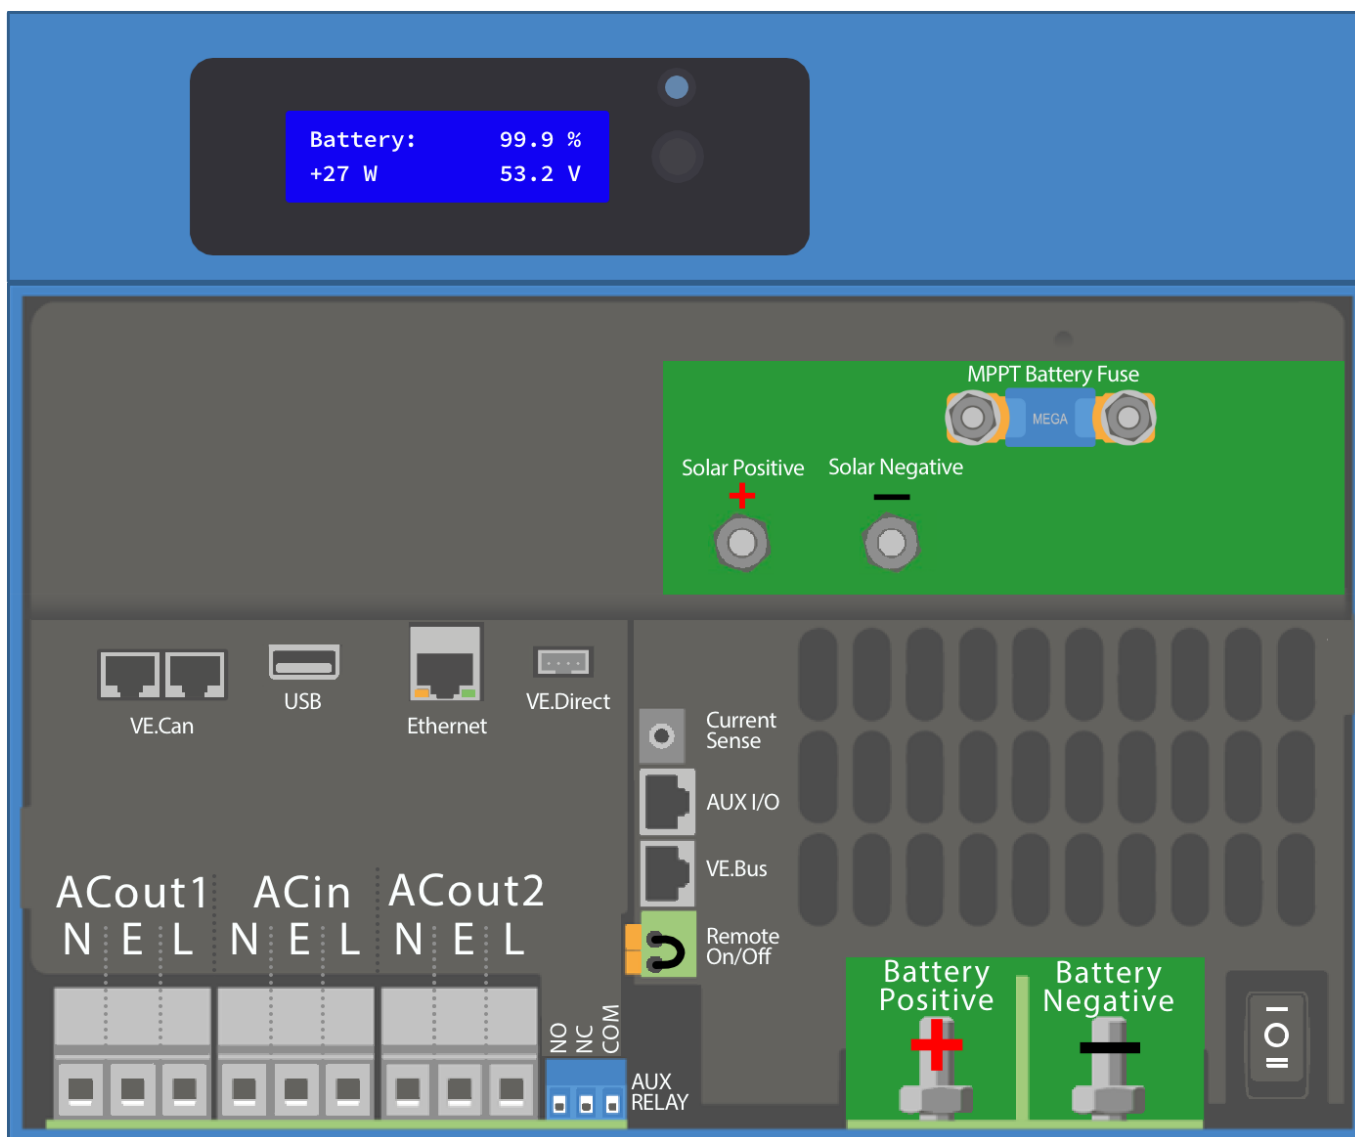 Battery: 99.9 %
+27 W 53.2 V
MPPT Battery Fuse
MEGA
Solar Positive Solar Negative
+ −
VE.Can
USB
Ethernet
VE.Direct
Current
Sense
AUX I/O
VE.Bus
Remote
On/Off
ACout1 ACin ACout2
N E L N E L N E L
NO
NC
COM
AUX
RELAY
Battery
Positive
+
Battery
Negative
−
I
O
II